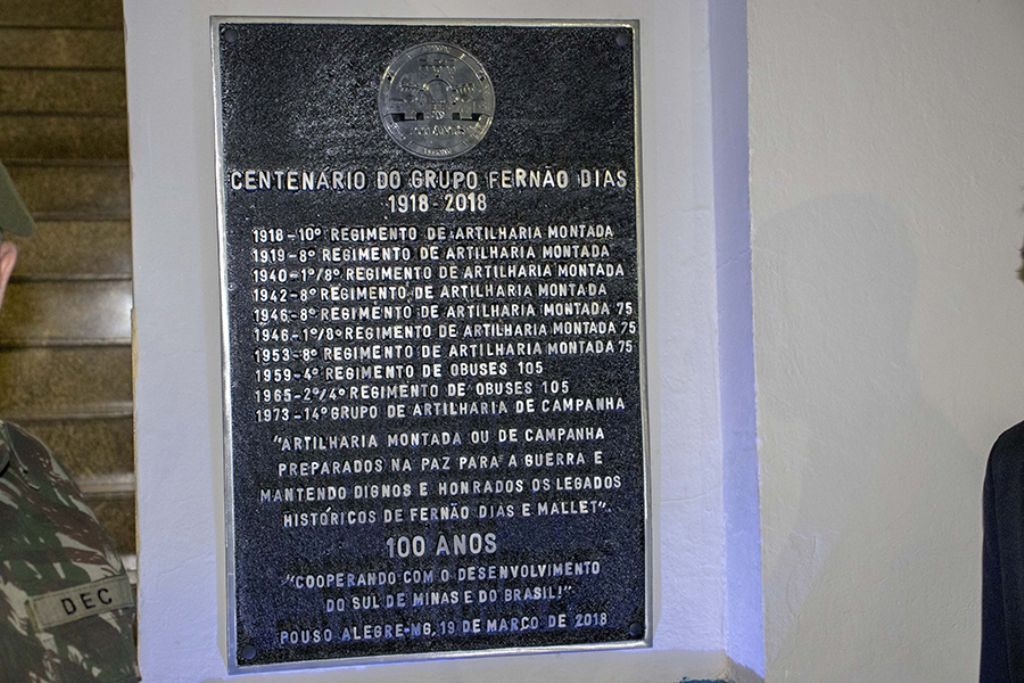 CENTENÁRIO DO GRUPO FERNÃO DIAS
1918-2018
1918-10º REGIMENTO DE ARTILHARIA MONTADA
1919-8º REGIMENTO DE ARTILHARIA MONTADA
1940-1º/8º REGIMENTO DE ARTILHARIA MONTADA
1942-8º REGIMENTO DE ARTILHARIA MONTADA
1946-8º REGIMENTO DE ARTILHARIA MONTADA 75
1946-1º/8º REGIMENTO DE ARTILHARIA MONTADA 75
1953-8º REGIMENTO DE ARTILHARIA MONTADA 75
1959-4º REGIMENTO DE OBUSES 105
1965-2º/4º REGIMENTO DE OBUSES 105
1973-14º GRUPO DE ARTILHARIA DE CAMPANHA
"ARTILHARIA MONTADA OU DE CAMPANHA
PREPARADOS NA PAZ PARA A GUERRA E
MANTENDO DIGNOS E HONRADOS OS LEGADOS
HISTÓRICOS DE FERNÃO DIAS E MALLET".
100 ANOS
"COOPERANDO COM O DESENVOLVIMENTO
DO SUL DE MINAS E DO BRASIL!"
POUSO ALEGRE-MG, 19 DE MARÇO DE 2018
DEC